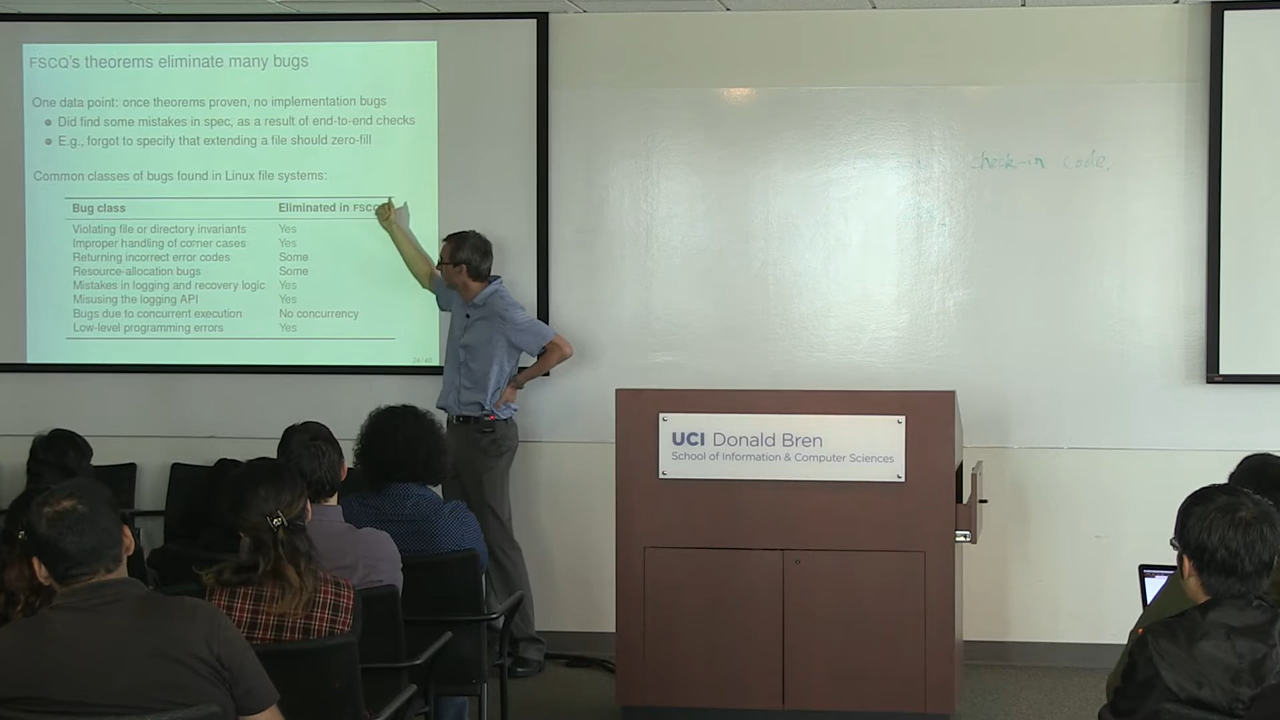 FSCQ's theorems eliminate many bugs
One data point: once theorems proven, no implementation bugs
Did find some mistakes in spec, as a result of end-to-end checks
E.g., forgot to specify that extending a file should zero-fill
Common classes of bugs found in Linux file systems:
Bug class Eliminated in FSCQ
Violating file or directory invariants Yes
Improper handling of corner cases Yes
Returning incorrect error codes Some
Resource-allocation bugs Some
Mistakes in logging and recovery logic Yes
Misusing the logging API Yes
Bugs due to concurrent execution No concurrency
Low-level programming errors Yes
24/40
check-in code.
UCI Donald Bren
School of Information & Computer Sciences